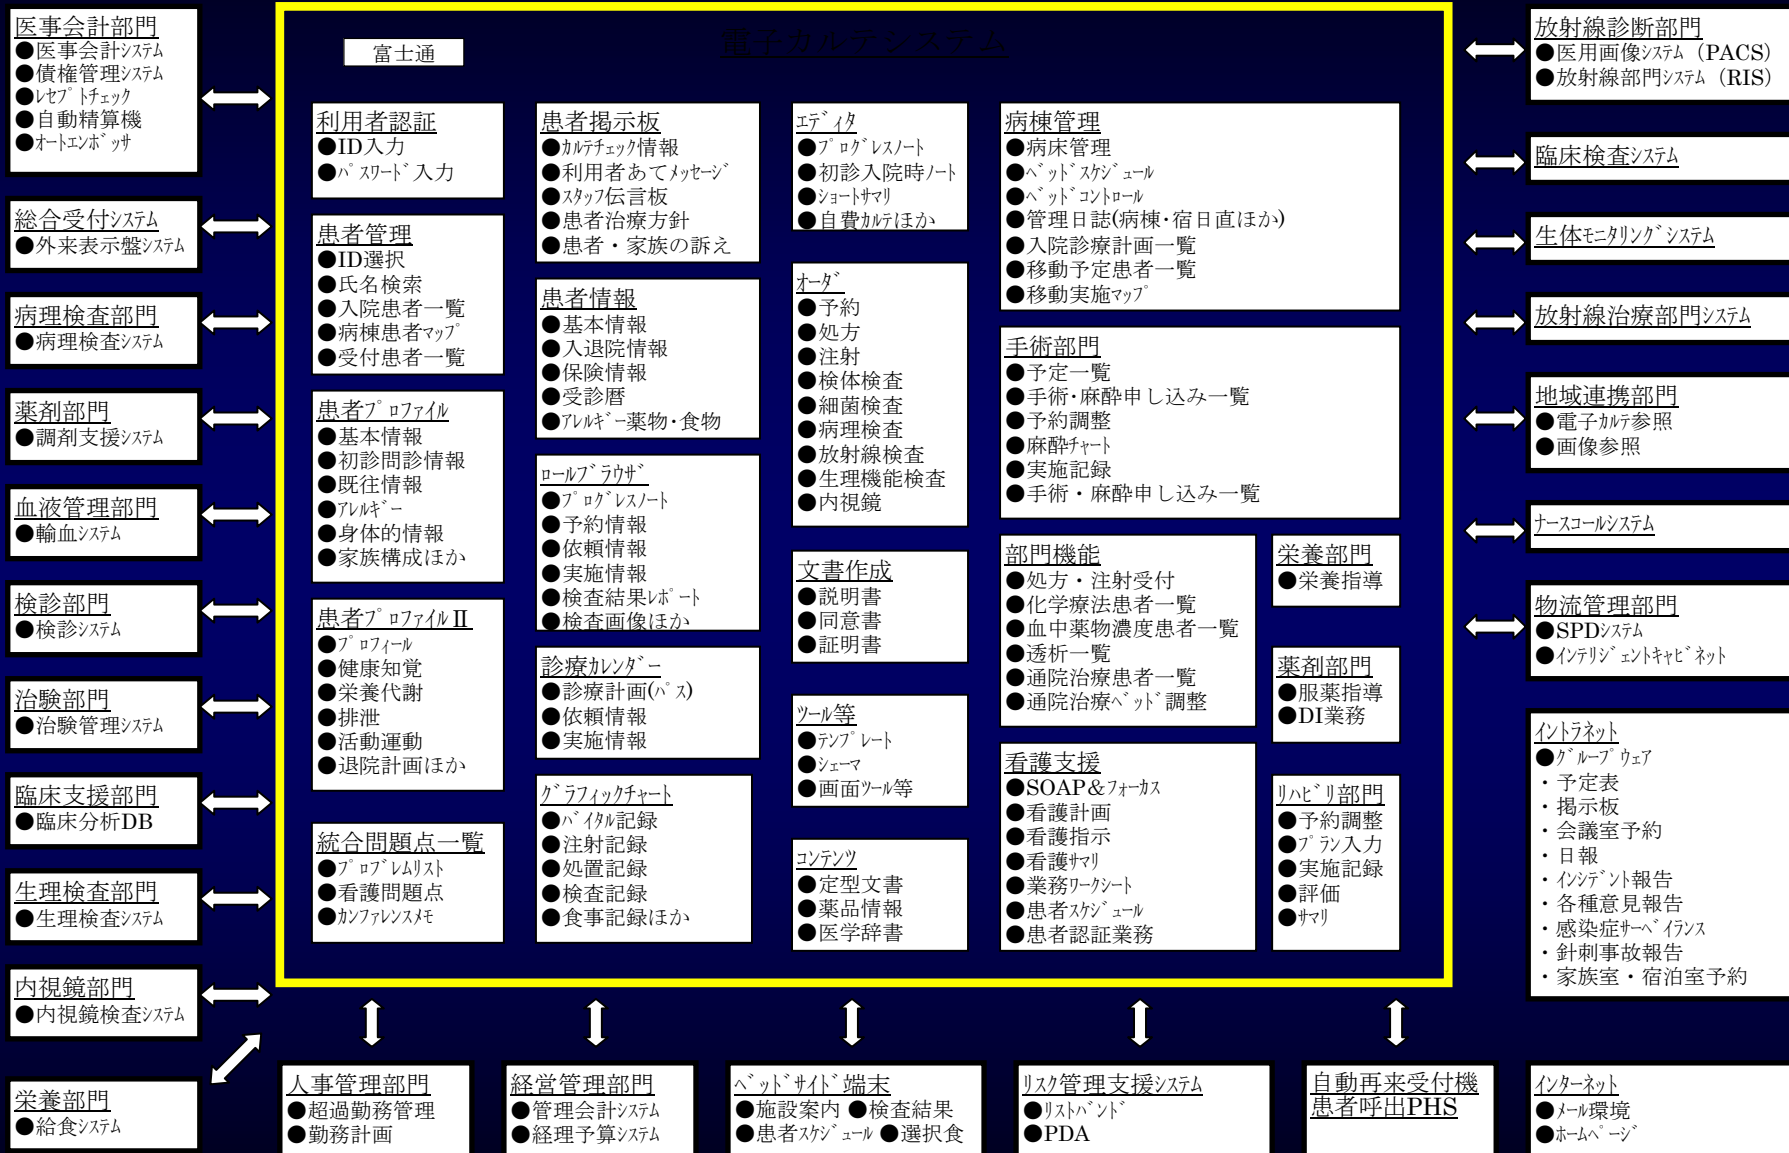 医事会計部門
●医事会計ｼｽﾃﾑ
●債権管理ｼｽﾃﾑ
●ﾚｾﾌﾟﾄチェック
●自動精算機
●ｵｰﾄｴﾝﾎﾞｯｻ
総合受付ｼｽﾃﾑ
●外来表示盤ｼｽﾃﾑ
病理検査部門
●病理検査ｼｽﾃﾑ
薬剤部門
●調剤支援ｼｽﾃﾑ
血液管理部門
●輸血ｼｽﾃﾑ
検診部門
●検診ｼｽﾃﾑ
治験部門
●治験管理ｼｽﾃﾑ
臨床支援部門
●臨床分析DB
生理検査部門
●生理検査ｼｽﾃﾑ
内視鏡部門
●内視鏡検査ｼｽﾃﾑ
栄養部門
●給食ｼｽﾃﾑ
電子カルテシステム
富士通
利用者認証
●ID入力
●ﾊﾟｽﾜｰﾄﾞ入力
患者管理
●ID選択
●氏名検索
●入院患者一覧
●病棟患者ﾏｯﾌﾟ
●受付患者一覧
患者ﾌﾟﾛﾌｧｲﾙ
●基本情報
●初診問診情報
●既往情報
●ｱﾚﾙｷﾞｰ
●身体的情報
●家族構成ほか
患者ﾌﾟﾛﾌｧｲﾙⅡ
●ﾌﾟﾛﾌｨｰﾙ
●健康知覚
●栄養代謝
●排泄
●活動運動
●退院計画ほか
統合問題点一覧
●ﾌﾟﾛﾌﾞﾚﾑﾘｽﾄ
●看護問題点
●ｶﾝﾌｧﾚﾝｽﾒﾓ
患者掲示板
●ｶﾙﾃﾁｪｯｸ情報
●利用者あてﾒｯｾｰｼﾞ
●ｽﾀｯﾌ伝言板
●患者治療方針
●患者・家族の訴え
患者情報
●基本情報
●入退院情報
●保険情報
●受診暦
●ｱﾚﾙｷﾞｰ薬物･食物
ﾛｰﾙﾌﾞﾗｳｻﾞ
●ﾌﾟﾛｸﾞﾚｽﾉｰﾄ
●予約情報
●依頼情報
●実施情報
●検査結果ﾚﾎﾟｰﾄ
●検査画像ほか
診療ｶﾚﾝﾀﾞｰ
●診療計画(ﾊﾟｽ)
●依頼情報
●実施情報
ｸﾞﾗﾌｨｯｸﾁｬｰﾄ
●ﾊﾞｲﾀﾙ記録
●注射記録
●処置記録
●検査記録
●食事記録ほか
ｴﾃﾞｨﾀ
●ﾌﾟﾛｸﾞﾚｽﾉｰﾄ
●初診入院時ﾉｰﾄ
●ｼｮｰﾄｻﾏﾘ
●自費ｶﾙﾃほか
ｵｰﾀﾞ
●予約
●処方
●注射
●検体検査
●細菌検査
●病理検査
●放射線検査
●生理機能検査
●内視鏡
文書作成
●説明書
●同意書
●証明書
ﾂｰﾙ等
●ﾃﾝﾌﾟﾚｰﾄ
●ｼｪｰﾏ
●画面ﾂｰﾙ等
ｺﾝﾃﾝﾂ
●定型文書
●薬品情報
●医学辞書
病棟管理
●病床管理
●ﾍﾞｯﾄﾞｽｹｼﾞｭｰﾙ
●ﾍﾞｯﾄﾞｺﾝﾄﾛｰﾙ
●管理日誌(病棟･宿日直ほか)
●入院診療計画一覧
●移動予定患者一覧
●移動実施ﾏｯﾌﾟ
手術部門
●予定一覧
●手術･麻酔申し込み一覧
●予約調整
●麻酔ﾁｬｰﾄ
●実施記録
●手術・麻酔申し込み一覧
部門機能
●処方・注射受付
●化学療法患者一覧
●血中薬物濃度患者一覧
●透析一覧
●通院治療患者一覧
●通院治療ﾍﾞｯﾄﾞ調整
看護支援
●SOAP&ﾌｫｰｶｽ
●看護計画
●看護指示
●看護ｻﾏﾘ
●業務ﾜｰｸｼｰﾄ
●患者ｽｹｼﾞｭｰﾙ
●患者認証業務
栄養部門
●栄養指導
薬剤部門
●服薬指導
●DI業務
ﾘﾊﾋﾞﾘ部門
●予約調整
●ﾌﾟﾗﾝ入力
●実施記録
●評価
●ｻﾏﾘ
放射線診断部門
●医用画像ｼｽﾃﾑ（PACS）
●放射線部門ｼｽﾃﾑ（RIS）
臨床検査ｼｽﾃﾑ
生体ﾓﾆﾀﾘﾝｸﾞｼｽﾃﾑ
放射線治療部門ｼｽﾃﾑ
地域連携部門
●電子ｶﾙﾃ参照
●画像参照
ﾅｰｽｺｰﾙｼｽﾃﾑ
物流管理部門
●SPDｼｽﾃﾑ
●ｲﾝﾃﾘｼﾞｪﾝﾄｷｬﾋﾞﾈｯﾄ
ｲﾝﾄﾗﾈｯﾄ
●ｸﾞﾙｰﾌﾟｳｪｱ
・予定表
・掲示板
・会議室予約
・日報
・ｲﾝｼﾃﾞﾝﾄ報告
・各種意見報告
・感染症ｻｰﾍﾞｲﾗﾝｽ
・針刺事故報告
・家族室・宿泊室予約
人事管理部門
●超過勤務管理
●勤務計画
経営管理部門
●管理会計ｼｽﾃﾑ
●経理予算ｼｽﾃﾑ
ﾍﾞｯﾄﾞｻｲﾄﾞ端末
●施設案内 ●検査結果
●患者ｽｹｼﾞｭｰﾙ ●選択食
ﾘｽｸ管理支援ｼｽﾃﾑ
●ﾘｽﾄﾊﾞﾝﾄﾞ
●PDA
自動再来受付機
患者呼出PHS
ｲﾝﾀｰﾈｯﾄ
●ﾒｰﾙ環境
●ﾎｰﾑﾍﾟｰｼﾞ